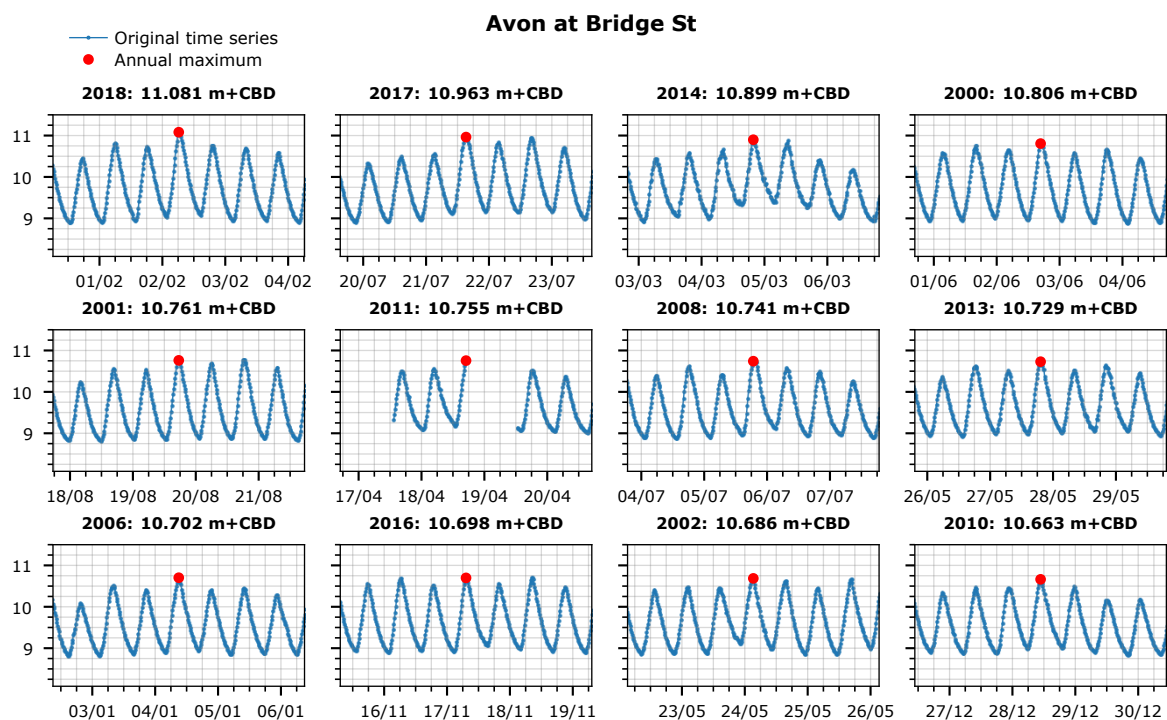 Avon at Bridge St
Original time series
Annual maximum
2018: 11.081 m+CBD
2017: 10.963 m+CBD
2014: 10.899 m+CBD
2000: 10.806 m+CBD
11
10
9
01/02 02/02 03/02 04/02
20/07 21/07 22/07 23/07
03/03 04/03 05/03 06/03
01/06 02/06 03/06 04/06
2001: 10.761 m+CBD
2011: 10.755 m+CBD
2008: 10.741 m+CBD
2013: 10.729 m+CBD
11
10
9
18/08 19/08 20/08 21/08
17/04 18/04 19/04 20/04
04/07 05/07 06/07 07/07
26/05 27/05 28/05 29/05
2006: 10.702 m+CBD
2016: 10.698 m+CBD
2002: 10.686 m+CBD
2010: 10.663 m+CBD
11
10
9
03/01 04/01 05/01 06/01
16/11 17/11 18/11 19/11
23/05 24/05 25/05 26/05
27/12 28/12 29/12 30/12